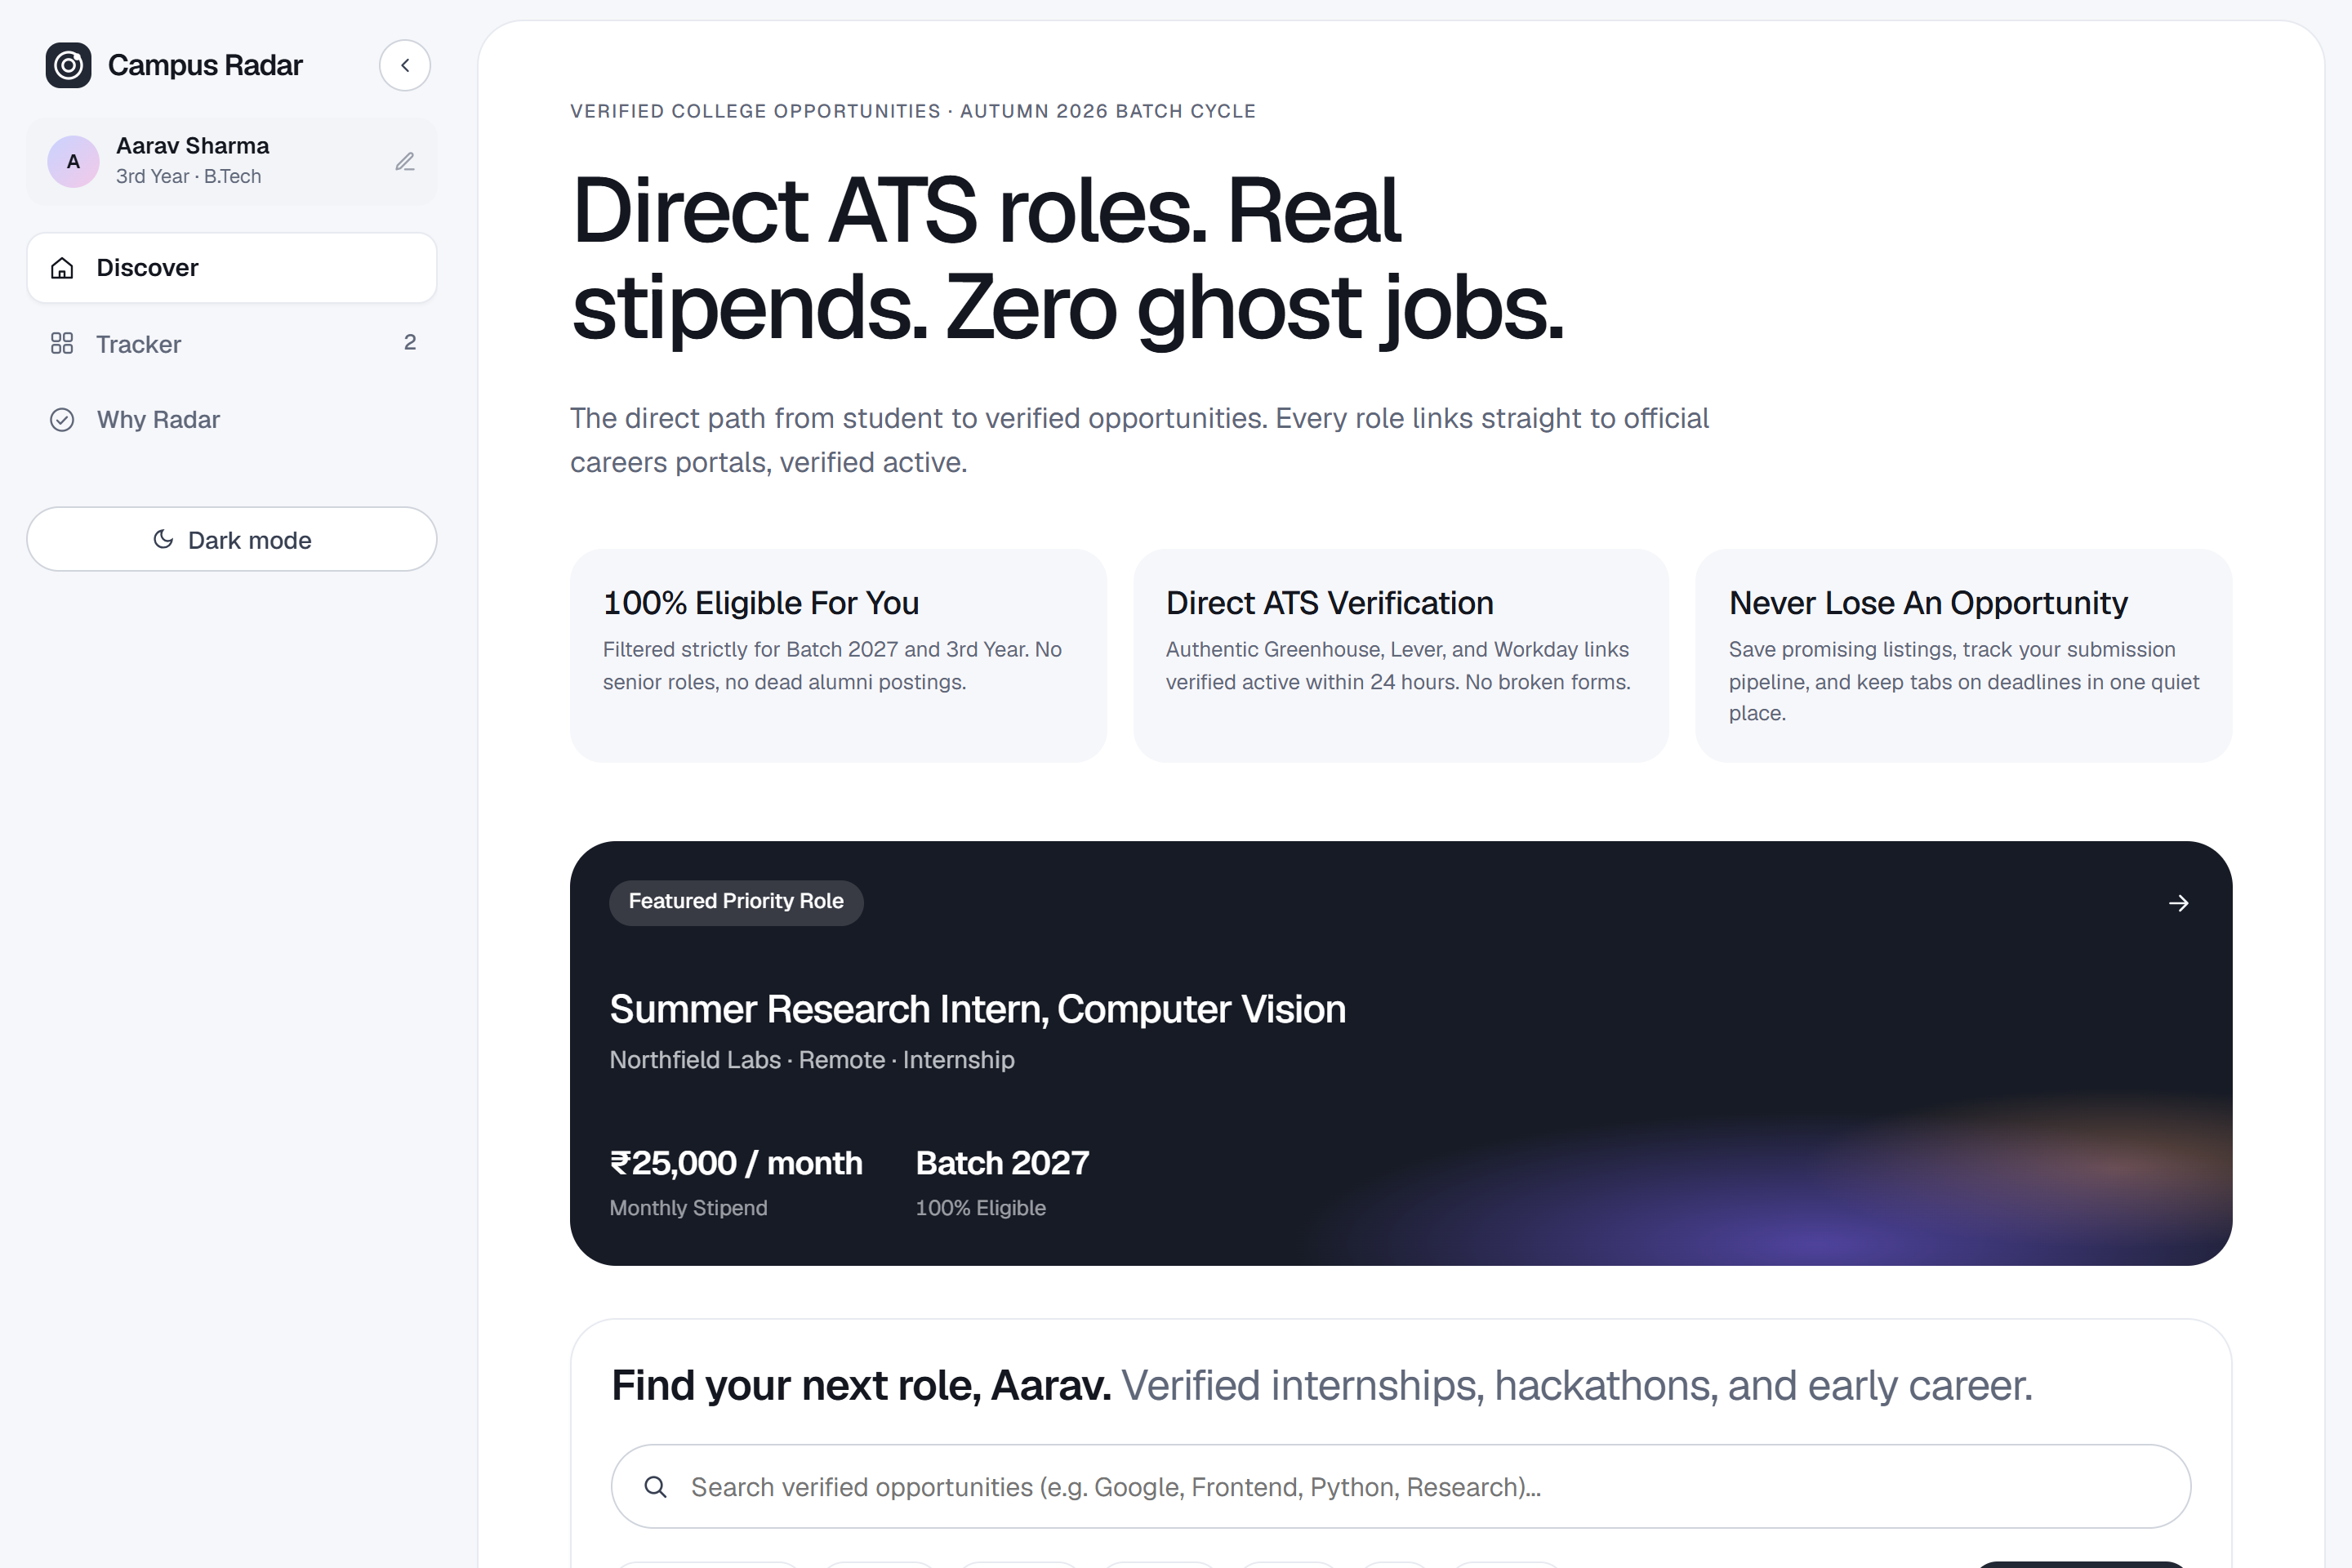 Campus Radar
A
Aarav Sharma
3rd Year · B.Tech
Discover
Tracker
2
Why Radar
Dark mode
VERIFIED COLLEGE OPPORTUNITIES · AUTUMN 2026 BATCH CYCLE
Direct ATS roles. Real
stipends. Zero ghost jobs.
The direct path from student to verified opportunities. Every role links straight to official
careers portals, verified active.
100% Eligible For You
Filtered strictly for Batch 2027 and 3rd Year. No
senior roles, no dead alumni postings.
Direct ATS Verification
Authentic Greenhouse, Lever, and Workday links
verified active within 24 hours. No broken forms.
Never Lose An Opportunity
Save promising listings, track your submission
pipeline, and keep tabs on deadlines in one quiet
place.
Featured Priority Role
Summer Research Intern, Computer Vision
Northfield Labs · Remote · Internship
₹25,000 / month
Monthly Stipend
Batch 2027
100% Eligible
Find your next role, Aarav. Verified internships, hackathons, and early career.
Search verified opportunities (e.g. Google, Frontend, Python, Research)...